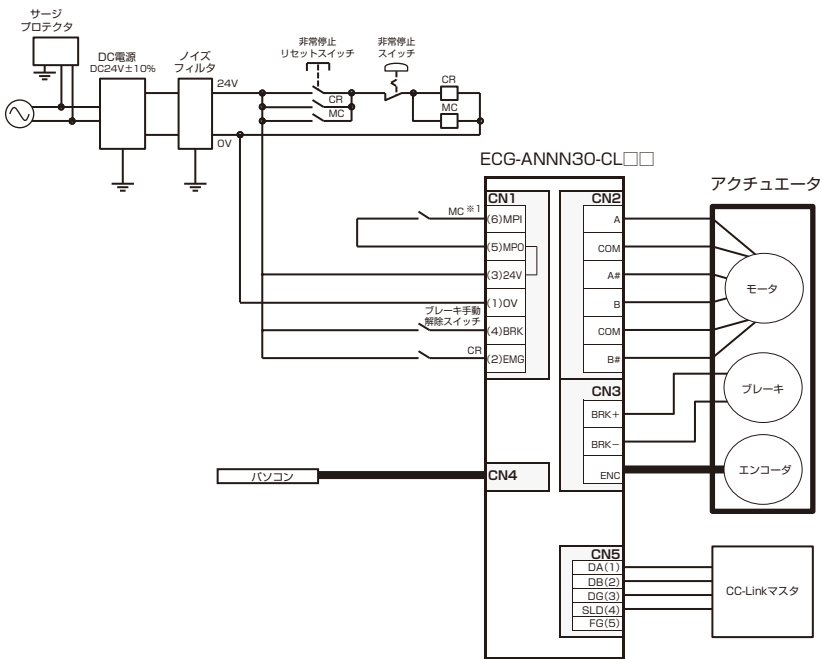 サージ
プロテクタ
DC電源
DC24V±10%
ノイズ
フィルタ
24V
0V
非常停止
リセットスイッチ
非常停止
スイッチ
CR
MC
CR
MC
ECG-ANNN30-CL□□
アクチュエータ
CN1
MC ※1
(6)MPI
(5)MPO
(3)24V
(1)0V
ブレーキ手動
解除スイッチ
(4)BRK
CR
(2)EMG
CN2
A
COM
A#
B
COM
B#
モータ
CN3
BRK+
BRK−
ENC
ブレーキ
エンコーダ
パソコン
CN4
CN5
DA(1)
DB(2)
DG(3)
SLD(4)
FG(5)
CC-Linkマスタ